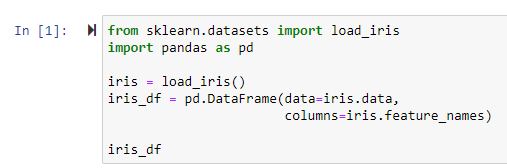 In [1]:
from sklearn.datasets import load_iris
import pandas as pd
iris = load_iris()
iris_df = pd.DataFrame(data=iris.data,
columns=iris.feature_names)
iris_df